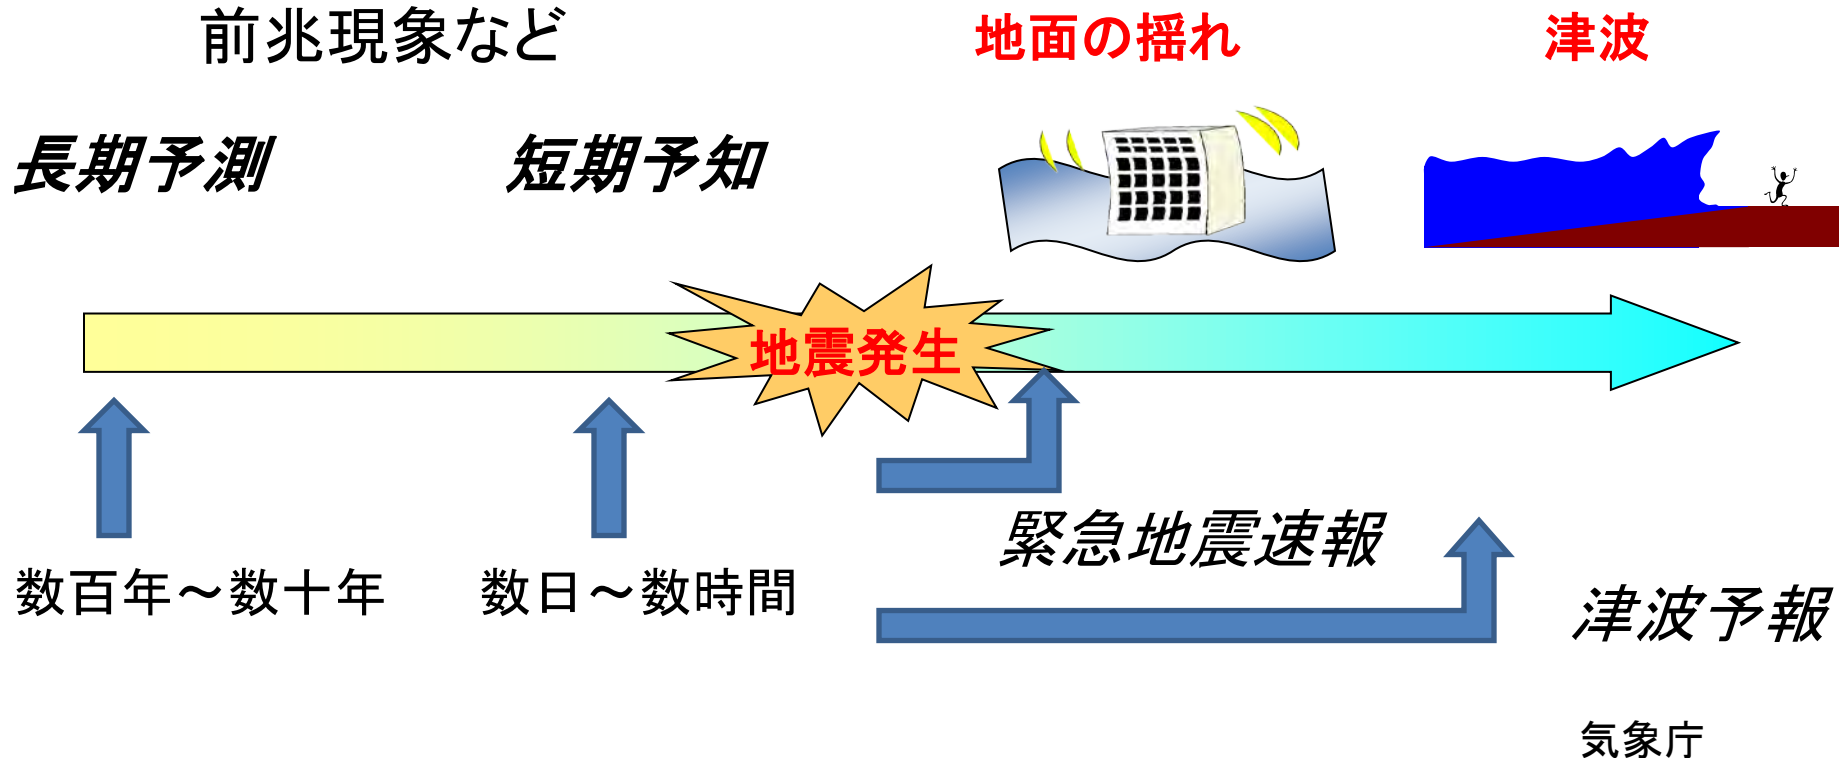 前兆現象など
地面の揺れ
津波
長期予測
短期予知
地震発生
緊急地震速報
数百年～数十年
数日～数時間
津波予報
気象庁